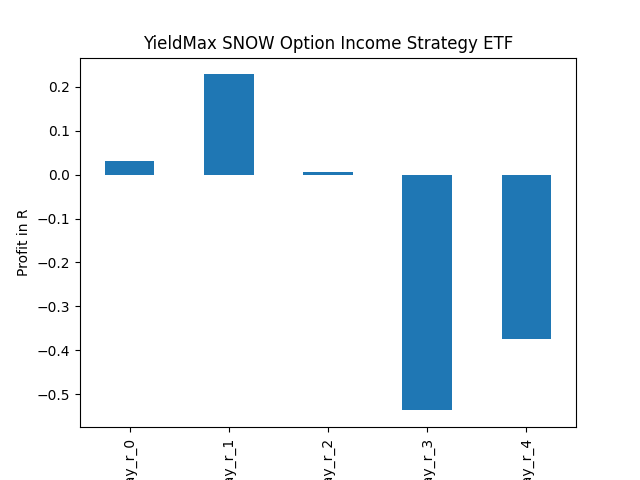 YieldMax SNOW Option Income Strategy ETF
Profit in R
0.2
0.1
0.0
−0.1
−0.2
−0.3
−0.4
−0.5
ay_r_0
ay_r_1
ay_r_2
ay_r_3
ay_r_4